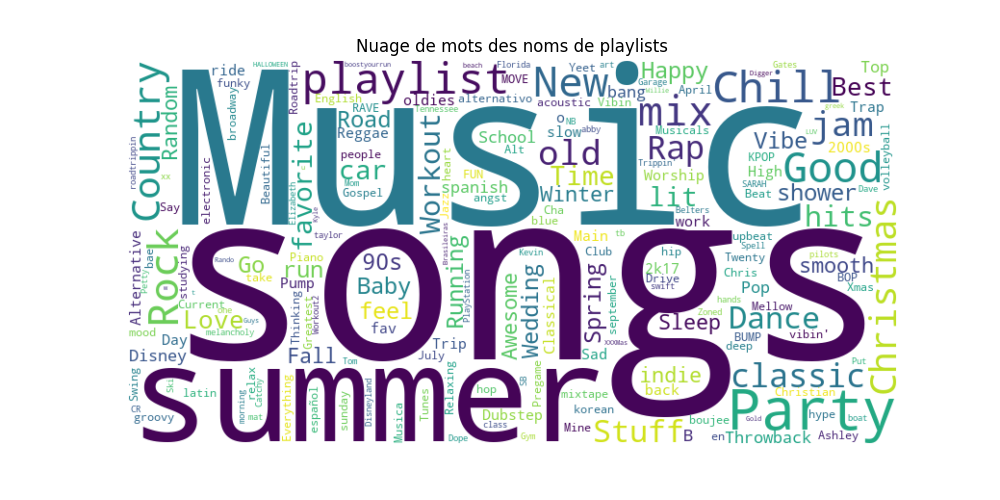 Nuage de mots des noms de playlists
Music
songs
summer
playlist
New
Chill
Best
Top
Happy
bang
mix
jam
Rap
old
Time
Good
Vibe
shower
hits
lit
Country
Random
ride
funky
broadway
Beautiful
electronic
Say
HALLOWEEN
Roadtrip
roadtrippin
xx
boostyourrun
English
RAVE
oldies
beach
Florida
MOVE
alternativo
Tennessee
Road
Reggae
car
people
Mom
Gospel
favorite
Elizabeth
Kyle
taylor
Workout
Jazz
heart
Brasileiras
School
Alt
spanish
angst
FUN
acoustic
Yeet
art
Vibin
slow
o
NB
abby
Winter
Cha
blue
Garage
Willie
April
Musicals
Trippin
Worship
Belters
work
Gates
Digger
Trap
2000s
KPOP
High
SARAH
Beat
LUV
greek
Dave
volleyball
Christmas
Rock
Alternative
bae
studying
Petty
Kando
Go
take
Current
One
Love
Guys
melancholy
mood
Day
Disney
run
Piano
Pump
Thinking
Greatest
Workout2
Fall
90s
Baby
feel
fav
Trip
July
Tom
Running
PlayStation
Awesome
Wedding
Kevin
Classical
Main
Club
Spring
Sad
september
XXXMas
tb
hip
2k17
Drive
swift
Sleep
Zoned
hands
upbeat
Spell
Twenty
Chris
Pop
Mellow
Dance
BUMP
deep
vibin'
smooth
pilots
BOP
Xmas
classic
Put
Christian
Party
Gold
hype
boat
Throwback
Ashley
en
boujee
indie
back
Stuff
B
mixtape
korean
Mine
Pregame
SB
hop
Dubstep
class
Gym
Dope
Relaxing
Tunes
Musica
Disneyland
sunday
español
Everything
Catchy
relax
morning
mat
latin
Ski
Swing
CR
groovy